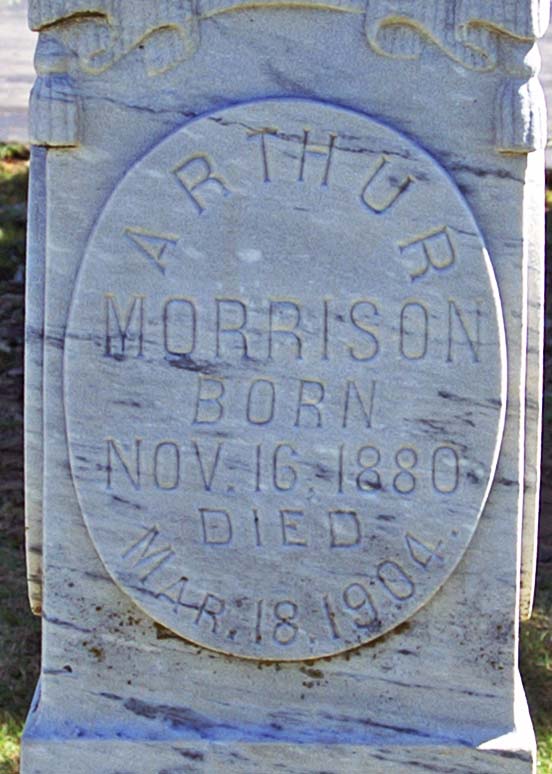 ARTHUR
MORRISON
BORN
NOV. 16, 1880
DIED
MAR. 18. 1904.